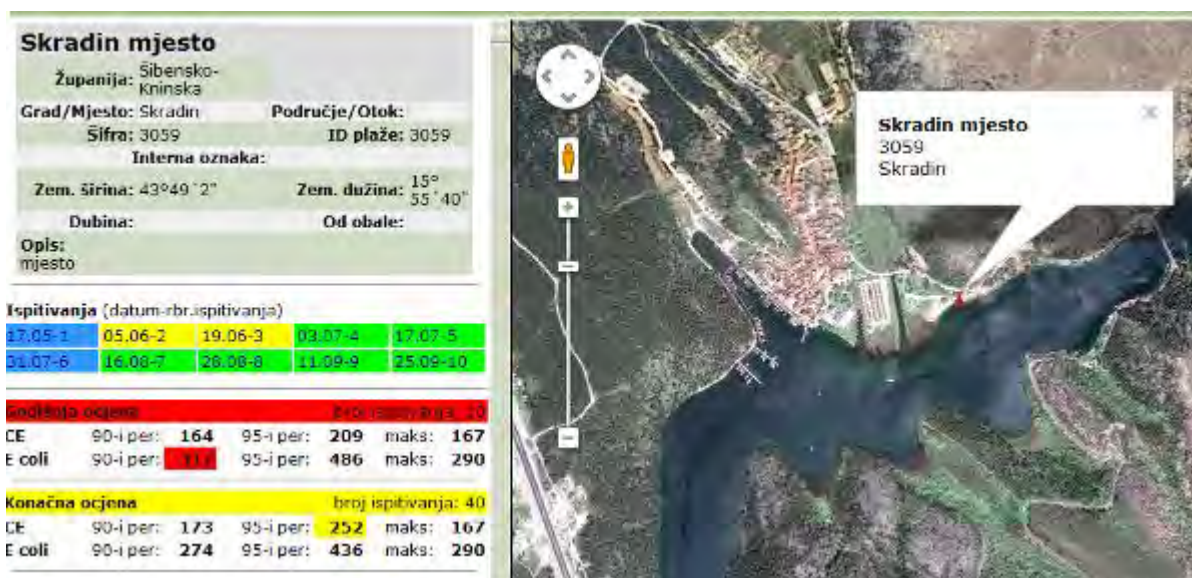 Skradin mjesto
Županija: Šibensko-
Kninska
Grad/Mjesto: Skradin Područje/Otok:
Šifra: 3059 ID plaže: 3059
Interna oznaka:
Zem. širina: 43°49`2" Zem. dužina: 15°
55`40"
Dubina: Od obale:
Opis:
mjesto
Ispitivanja (datum-rbr.ispitivanja)
17.05-1 05.06-2 19.06-3 03.07-4 17.07-5
31.07-6 16.08-7 28.08-8 11.09-9 25.09-10
Godišnja ocjena broj ispitivanja: 10
CE 90-i per: 164 95-i per: 209 maks: 167
E coli 90-i per: 95-i per: 486 maks: 290
Konačna ocjena broj ispitivanja: 40
CE 90-i per: 173 95-i per: 252 maks: 167
E coli 90-i per: 274 95-i per: 436 maks: 290
Skradin mjesto
3059
Skradin